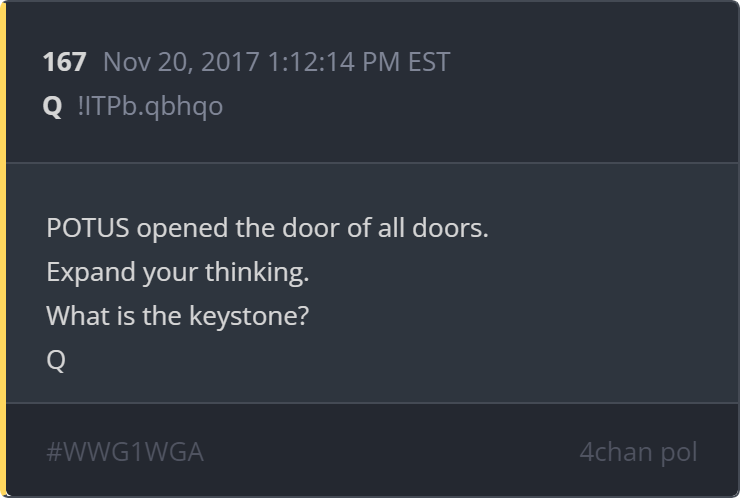 167 Nov 20, 2017 1:12:14 PM EST
Q !ITPb.qbhqo
POTUS opened the door of all doors.
Expand your thinking.
What is the keystone?
Q
#WWG1WGA 4chan pol